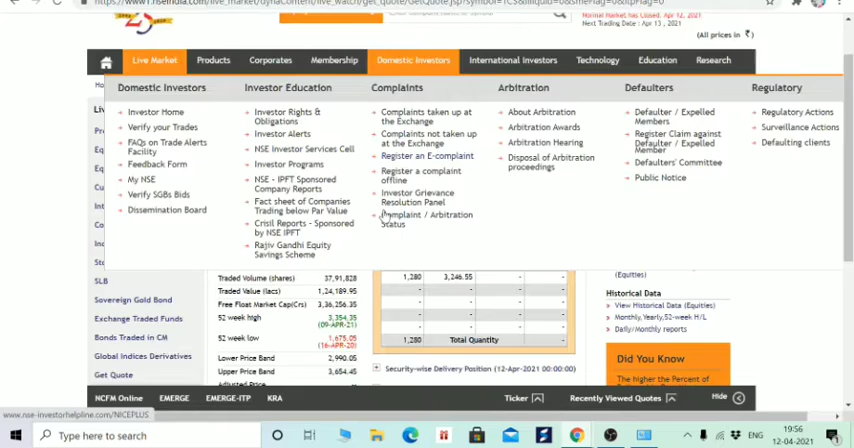 https://www1.nseindia.com/live_market/dynaContent/live_watch/get_quote/GetQuote.jsp?symbol=TCS&illiquid=0&smeFlag=0&itpFlag=0
Normal Market has Closed. Apr 12, 2021
Next Trading Date : Apr 13 , 2021
(All prices in ₹)
Live Market
Products
Corporates
Membership
Domestic Investors
International Investors
Technology
Education
Research
Domestic Investors
Investor Home
Verify your Trades
FAQs on Trade Alerts
Facility
Feedback Form
My NSE
Verify SGBs Bids
Dissemination Board
Investor Education
Investor Rights &
Obligations
Investor Alerts
NSE Investor Services Cell
Investor Programs
NSE - IPFT Sponsored
Company Reports
Fact sheet of Companies
Trading below Par Value
Crisil Reports - Sponsored
by NSE IPFT
Rajiv Gandhi Equity
Savings Scheme
Complaints
Complaints taken up at
the Exchange
Complaints not taken up
at the Exchange
Register an E-complaint
Register a complaint
offline
Investor Grievance
Resolution Panel
Complaint / Arbitration
Status
Arbitration
About Arbitration
Arbitration Awards
Arbitration Hearing
Disposal of Arbitration
proceedings
Defaulters
Defaulter / Expelled
Members
Register Claim against
Defaulter / Expelled
Member
Defaulters' Committee
Public Notice
Regulatory
Regulatory Actions
Surveillance Actions
Defaulting clients
SLB
Sovereign Gold Bond
Exchange Traded Funds
Bonds Traded in CM
Global Indices Derivatives
Get Quote
Traded Volume (shares) 37,91,828
Traded Value (lacs) 1,24,189.95
Free Float Market Cap(Crs) 3,36,256.35
52 week high 3,354.35
(09-APR-21)
52 week low 1,675.05
(16-APR-20)
Lower Price Band 2,990.05
Upper Price Band 3,654.45
Adjusted Price
1,280 3,246.55 - -
- - - -
1,280 Total Quantity -
Security-wise Delivery Position (12-Apr-2021 00:00:00)
(Equities)
Historical Data
View Historical Data (Equities)
Monthly,Yearly,52-week H/L
Daily/Monthly reports
Did You Know
The higher the Percent of
NCFM Online
EMERGE
EMERGE-ITP
KRA
Ticker
Recently Viewed Quotes
Hide
www.nse-investorhelpline.com/NICEPLUS
Type here to search
19:56
12-04-2021